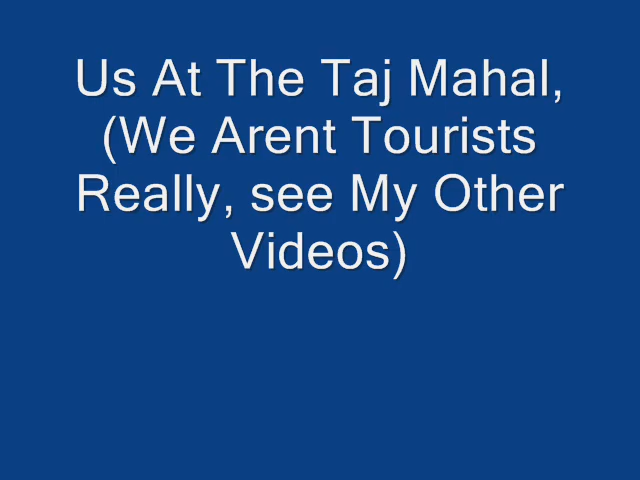 Us At The Taj Mahal,
(We Arent Tourists
Really, see My Other
Videos)